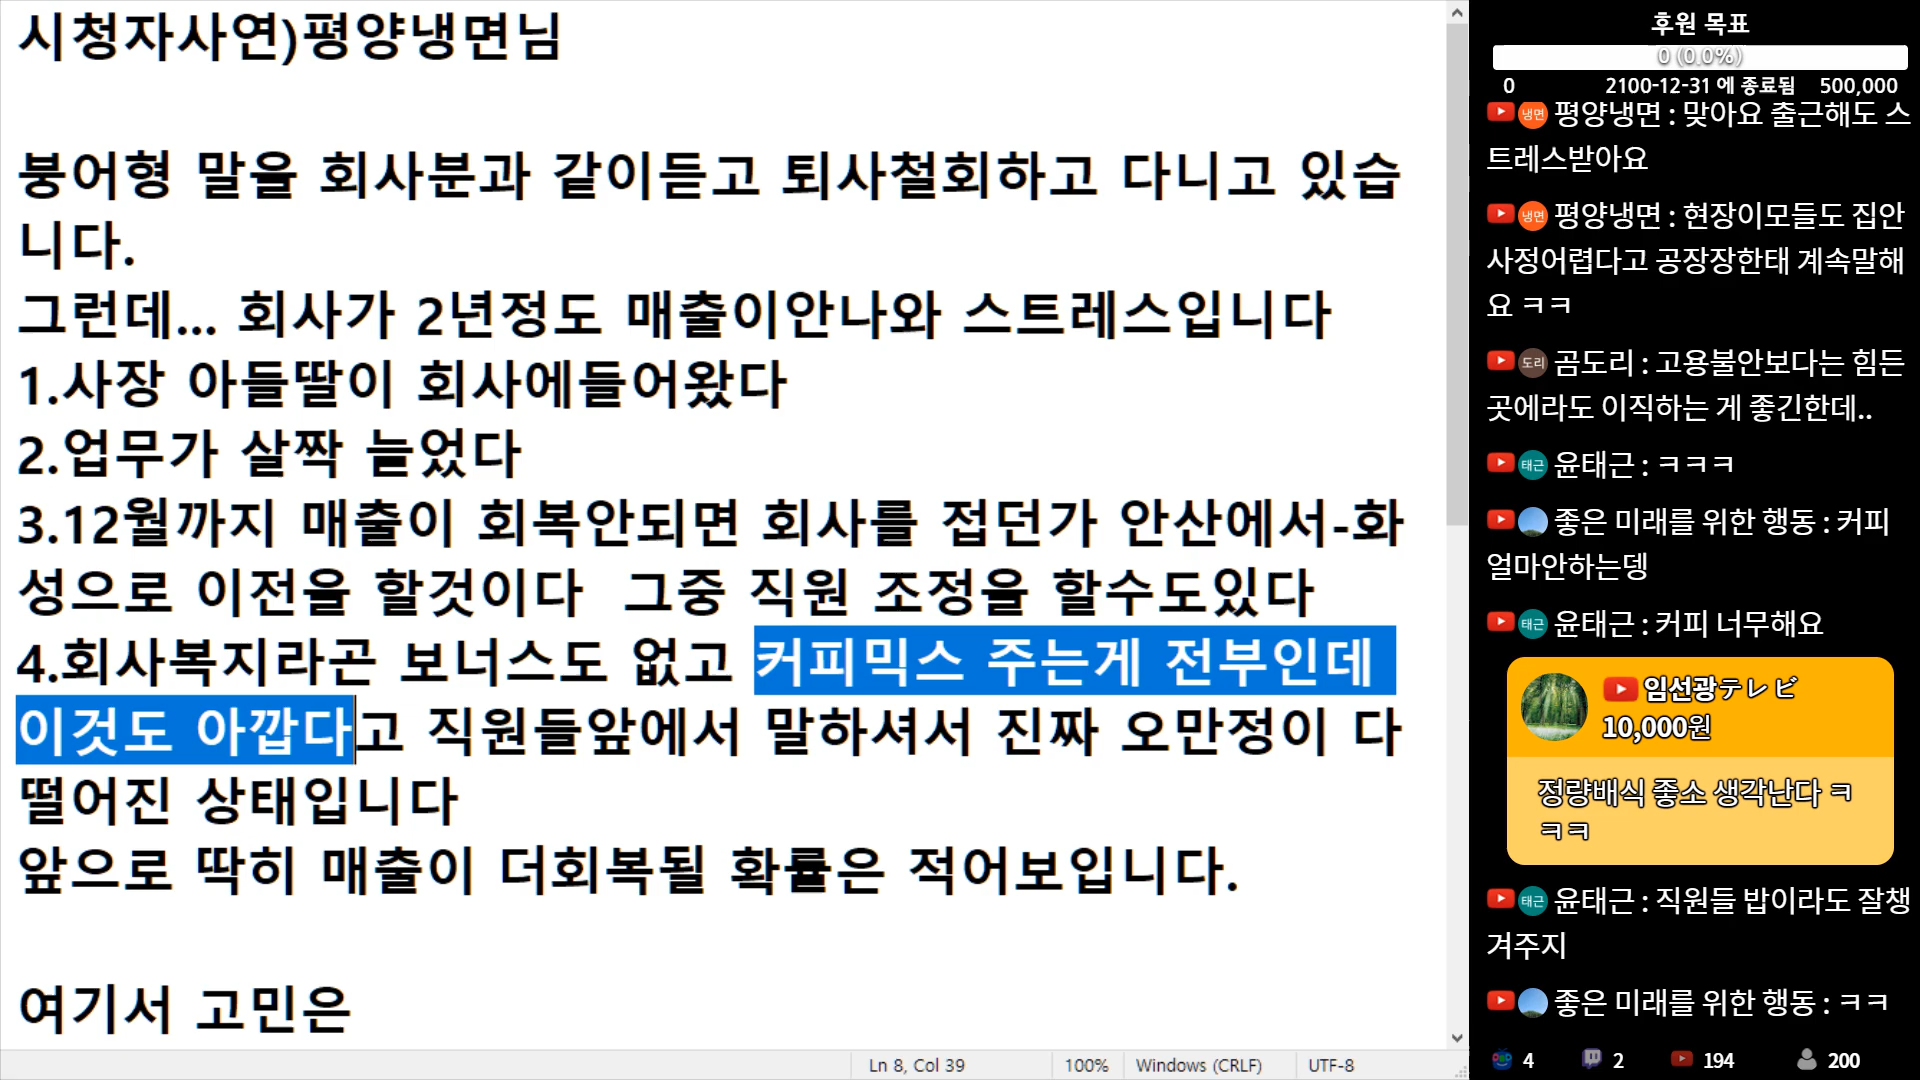 시청자사연)평양냉면님
붕어형 말을 회사분과 같이듣고 퇴사철회하고 다니고 있습
니다.
그런데... 회사가 2년정도 매출이안나와 스트레스입니다
1.사장 아들딸이 회사에들어왔다
2.업무가 살짝 늘었다
3.12월까지 매출이 회복안되면 회사를 접던가 안산에서-화
성으로 이전을 할것이다  그중 직원 조정을 할수도있다
4.회사복지라곤 보너스도 없고 커피믹스 주는게 전부인데
이것도 아깝다고 직원들앞에서 말하셔서 진짜 오만정이 다
떨어진 상태입니다
앞으로 딱히 매출이 더회복될 확률은 적어보입니다.
여기서 고민은
Ln 8, Col 39
100%
Windows (CRLF)
UTF-8
후원 목표
0 (0.0%)
0 2100-12-31 에 종료됨 500,000
냉면 평양냉면 : 맞아요 출근해도 스
트레스받아요
냉면 평양냉면 : 현장이모들도 집안
사정어렵다고 공장장한태 계속말해
요 ㅋㅋ
도리 곰도리 : 고용불안보다는 힘든
곳에라도 이직하는 게 좋긴한데..
태근 윤태근 : ㅋㅋㅋ
좋은 미래를 위한 행동 : 커피
얼마안하는뎅
태근 윤태근 : 커피 너무해요
임선광テレビ
10,000원
정량배식 좋소 생각난다 ㅋ
ㅋㅋ
태근 윤태근 : 직원들 밥이라도 잘챙
겨주지
좋은 미래를 위한 행동 : ㅋㅋ
4 2 194 200